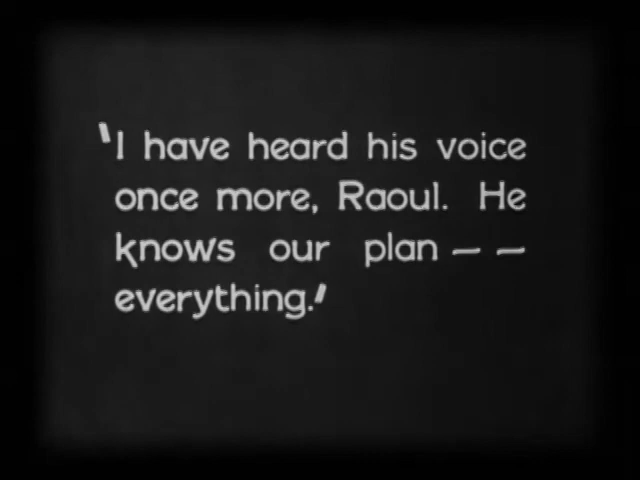 'I have heard his voice
once more, Raoul. He
knows our plan — —
everything.'